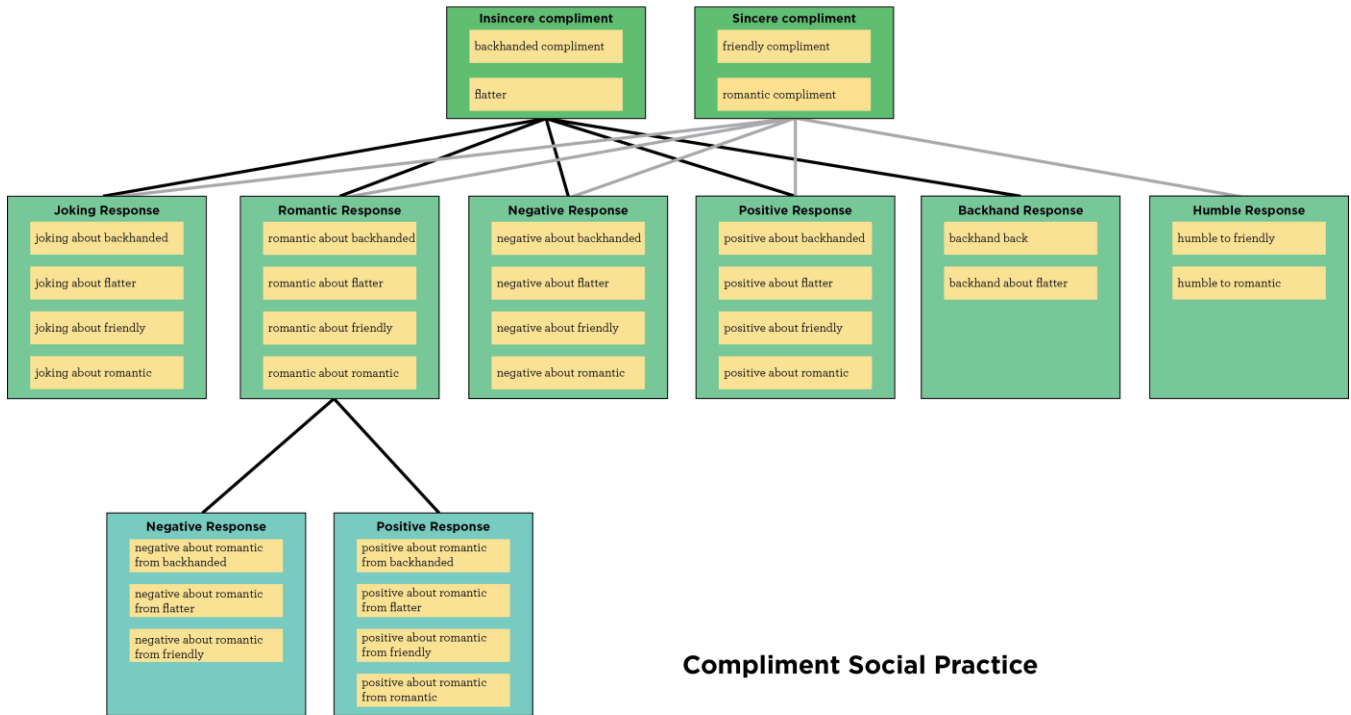 Insincere compliment
backhanded compliment
flatter
Sincere compliment
friendly compliment
romantic compliment
Joking Response
joking about backhanded
joking about flatter
joking about friendly
joking about romantic
Romantic Response
romantic about backhanded
romantic about flatter
romantic about friendly
romantic about romantic
Negative Response
negative about backhanded
negative about flatter
negative about friendly
negative about romantic
Positive Response
positive about backhanded
positive about flatter
positive about friendly
positive about romantic
Backhand Response
backhand back
backhand about flatter
Humble Response
humble to friendly
humble to romantic
Negative Response
negative about romantic
from backhanded
negative about romantic
from flatter
negative about romantic
from friendly
Positive Response
positive about romantic
from backhanded
positive about romantic
from flatter
positive about romantic
from friendly
positive about romantic
from romantic
Compliment Social Practice